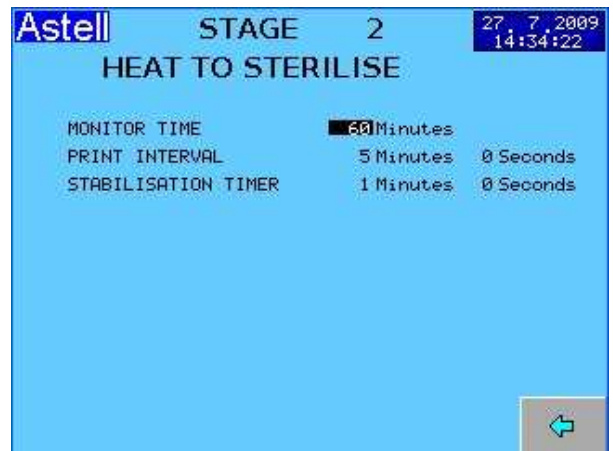 Astell STAGE 2 27. 7.2009
14:34:22
HEAT TO STERILISE
MONITOR TIME 60 Minutes
PRINT INTERVAL 5 Minutes 0 Seconds
STABILISATION TIMER 1 Minutes 0 Seconds